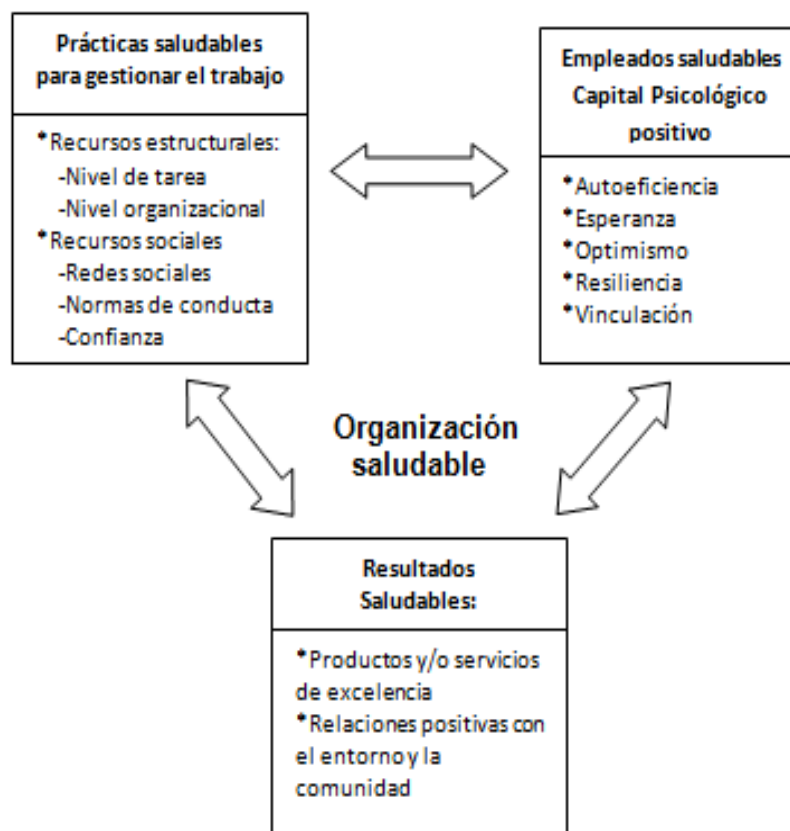 Prácticas saludables
para gestionar el trabajo
*Recursos estructurales:
-Nivel de tarea
-Nivel organizacional
*Recursos sociales
-Redes sociales
-Normas de conducta
-Confianza
Empleados saludables
Capital Psicológico
positivo
*Autoeficiencia
*Esperanza
*Optimismo
*Resiliencia
*Vinculación
Organización
saludable
Resultados
Saludables:
*Productos y/o servicios
de excelencia
*Relaciones positivas con
el entorno y la
comunidad